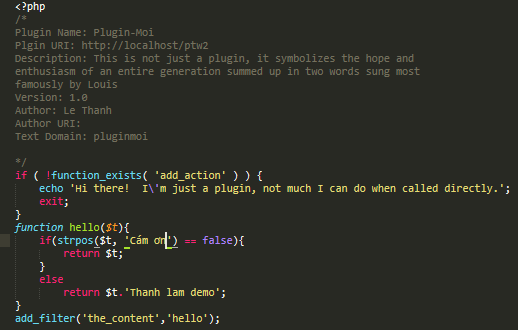 <?php
/*
Plugin Name: Plugin-Moi
Plgin URI: http://localhost/ptw2
Description: This is not just a plugin, it symbolizes the hope and
enthusiasm of an entire generation summed up in two words sung most
famously by Louis
Version: 1.0
Author: Le Thanh
Author URI:
Text Domain: pluginmoi
*/
if ( !function_exists( 'add_action' ) ) {
echo 'Hi there!  I\'m just a plugin, not much I can do when called directly.';
exit;
}
function hello($t){
if(strpos($t, 'Cám ơn') == false){
return $t;
}
else
return $t.'Thanh lam demo';
}
add_filter('the_content','hello');